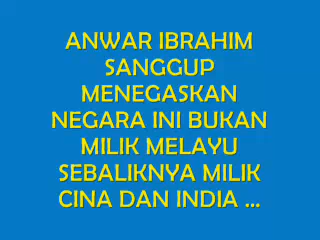 ANWAR IBRAHIM
SANGGUP
MENEGASKAN
NEGARA INI BUKAN
MILIK MELAYU
SEBALIKNYA MILIK
CINA DAN INDIA ...